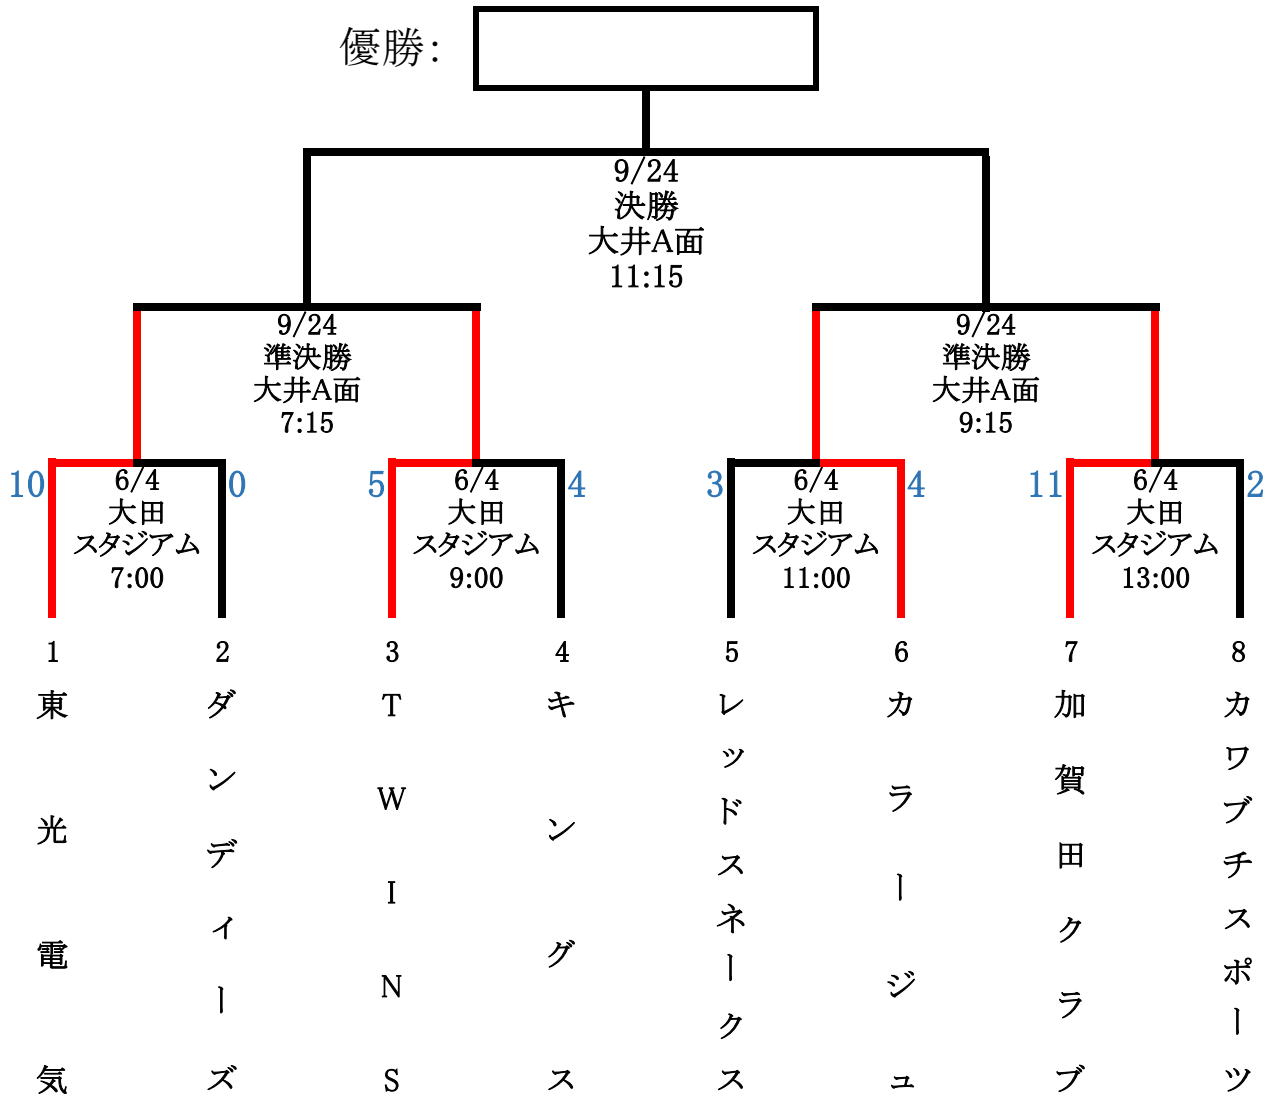 優勝：
9/24
決勝
大井A面
11:15
9/24
準決勝
大井A面
7:15
9/24
準決勝
大井A面
9:15
10
6/4
大田
スタジアム
7:00
0
5
6/4
大田
スタジアム
9:00
4
3
6/4
大田
スタジアム
11:00
4
11
6/4
大田
スタジアム
13:00
2
1
東光電気
2
ダンディーズ
3
TWINS
4
キングス
5
レッドスネークス
6
カラージュ
7
加賀田クラブ
8
カワブチスポーツ